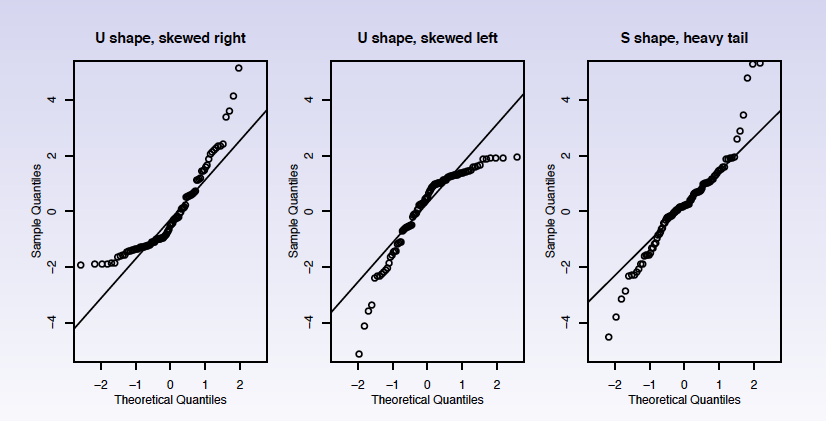 U shape, skewed right
4
2
0
−2
−4
Sample Quantiles
−2 −1 0 1 2
Theoretical Quantiles
U shape, skewed left
4
2
0
−2
−4
Sample Quantiles
−2 −1 0 1 2
Theoretical Quantiles
S shape, heavy tail
4
2
0
−2
−4
Sample Quantiles
−2 −1 0 1 2
Theoretical Quantiles